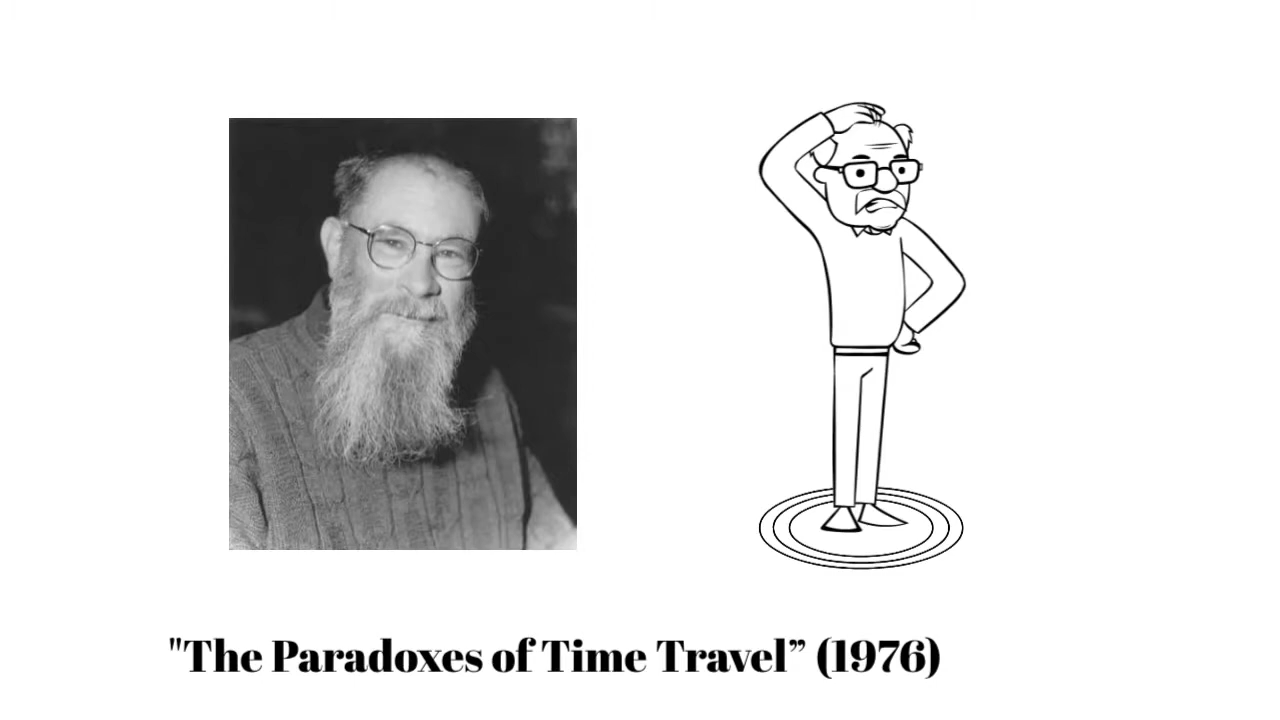 "The Paradoxes of Time Travel” (1976)